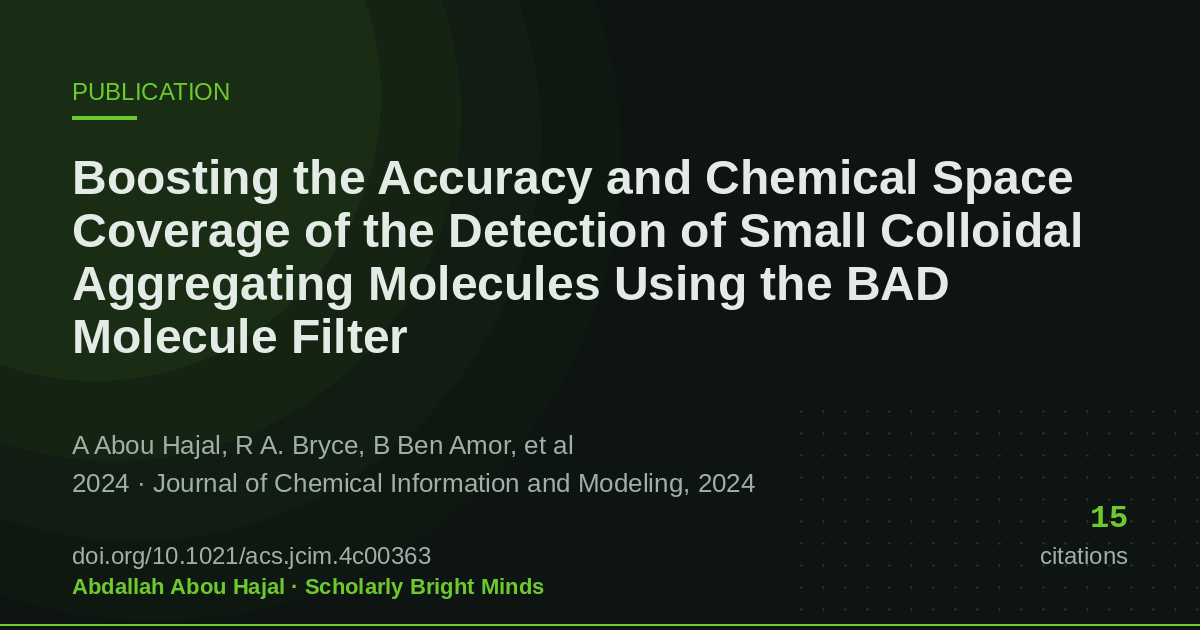 PUBLICATION
Boosting the Accuracy and Chemical Space
Coverage of the Detection of Small Colloidal
Aggregating Molecules Using the BAD
Molecule Filter
A Abou Hajal, R A. Bryce, B Ben Amor, et al
2024 · Journal of Chemical Information and Modeling, 2024
15
citations
doi.org/10.1021/acs.jcim.4c00363
Abdallah Abou Hajal · Scholarly Bright Minds